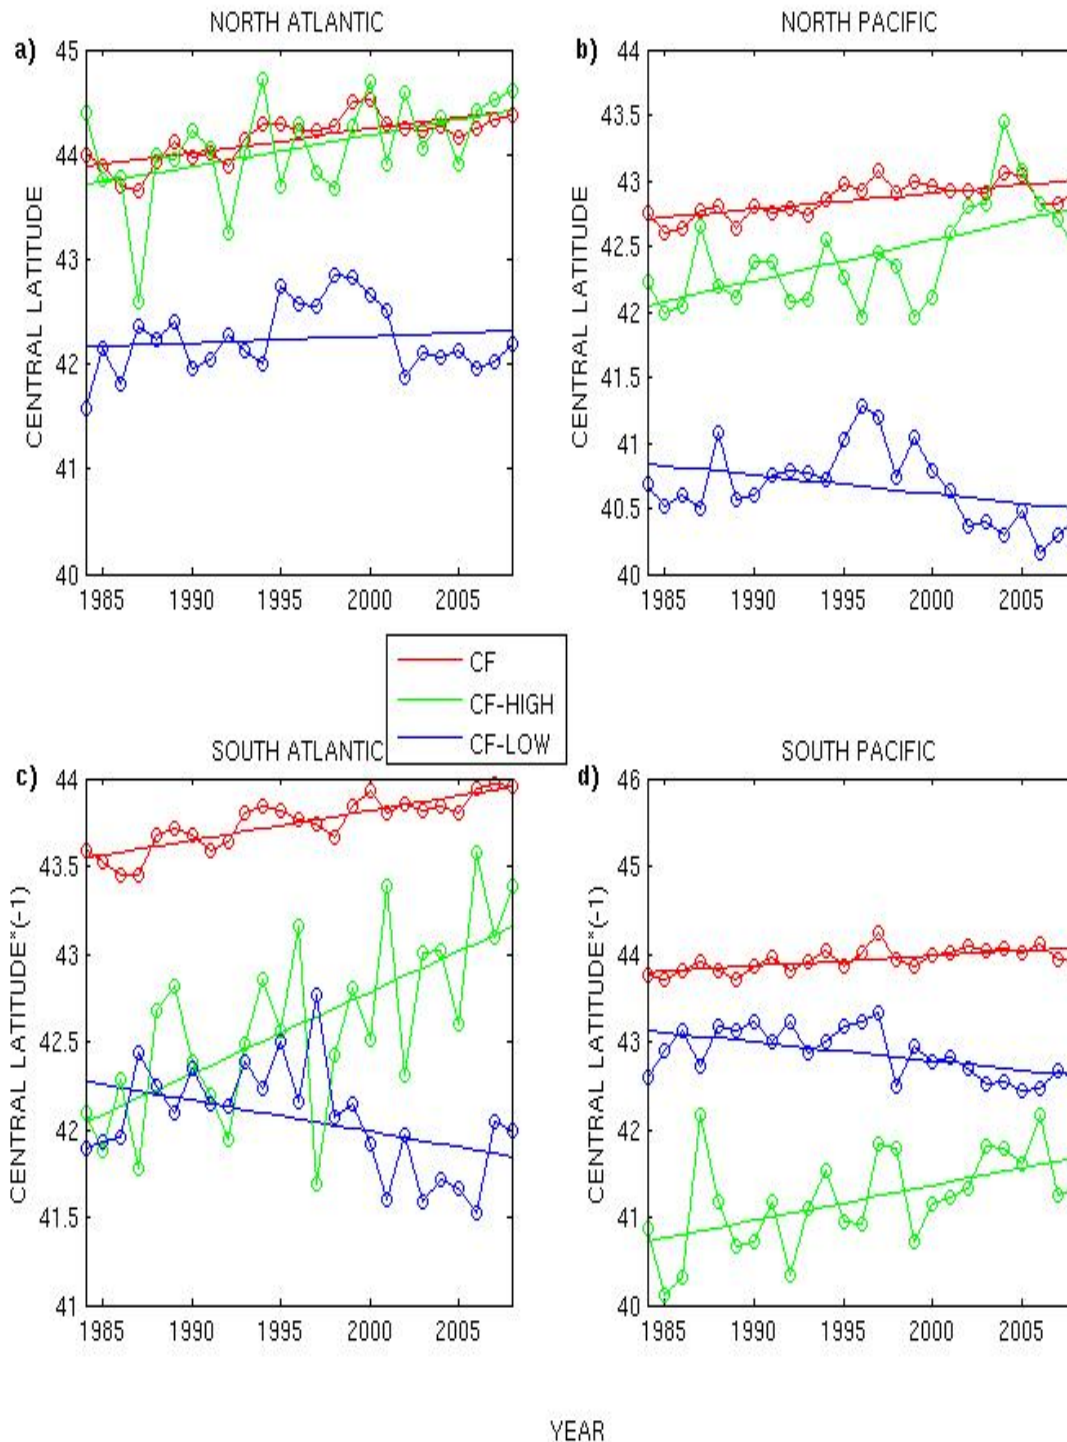 NORTH ATLANTIC
a)
CENTRAL LATITUDE
45
44
43
42
41
40
1985 1990 1995 2000 2005
NORTH PACIFIC
b)
CENTRAL LATITUDE
44
43.5
43
42.5
42
41.5
41
40.5
40
1985 1990 1995 2000 2005
CF
CF-HIGH
CF-LOW
SOUTH ATLANTIC
c)
CENTRAL LATITUDE*(-1)
44
43.5
43
42.5
42
41.5
41
1985 1990 1995 2000 2005
SOUTH PACIFIC
d)
CENTRAL LATITUDE*(-1)
46
45
44
43
42
41
40
1985 1990 1995 2000 2005
YEAR